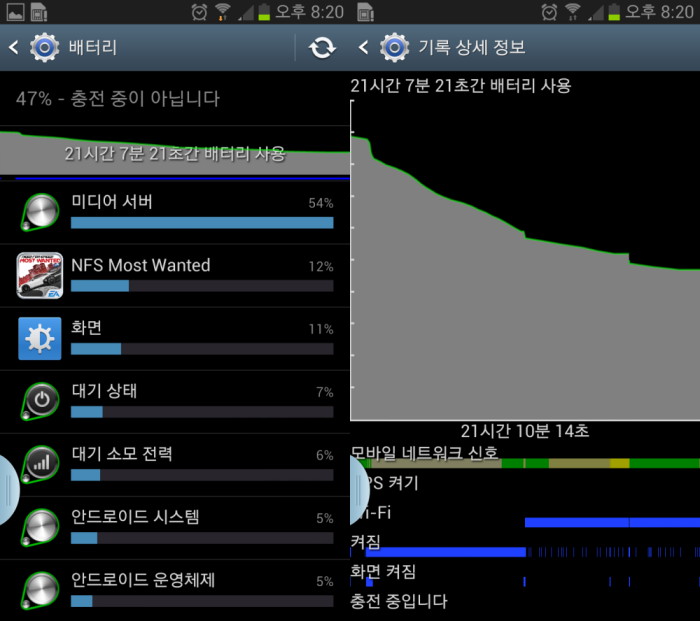 오후 8:20
배터리
47% - 충전 중이 아닙니다
21시간 7분 21초간 배터리 사용
미디어 서버 54%
NFS Most Wanted 12%
화면 11%
대기 상태 7%
대기 소모 전력 6%
안드로이드 시스템 5%
안드로이드 운영체제 5%
오후 8:20
기록 상세 정보
21시간 7분 21초간 배터리 사용
21시간 10분 14초
모바일 네트워크 신호
PS 켜기
i-Fi
켜짐
화면 켜짐
충전 중입니다